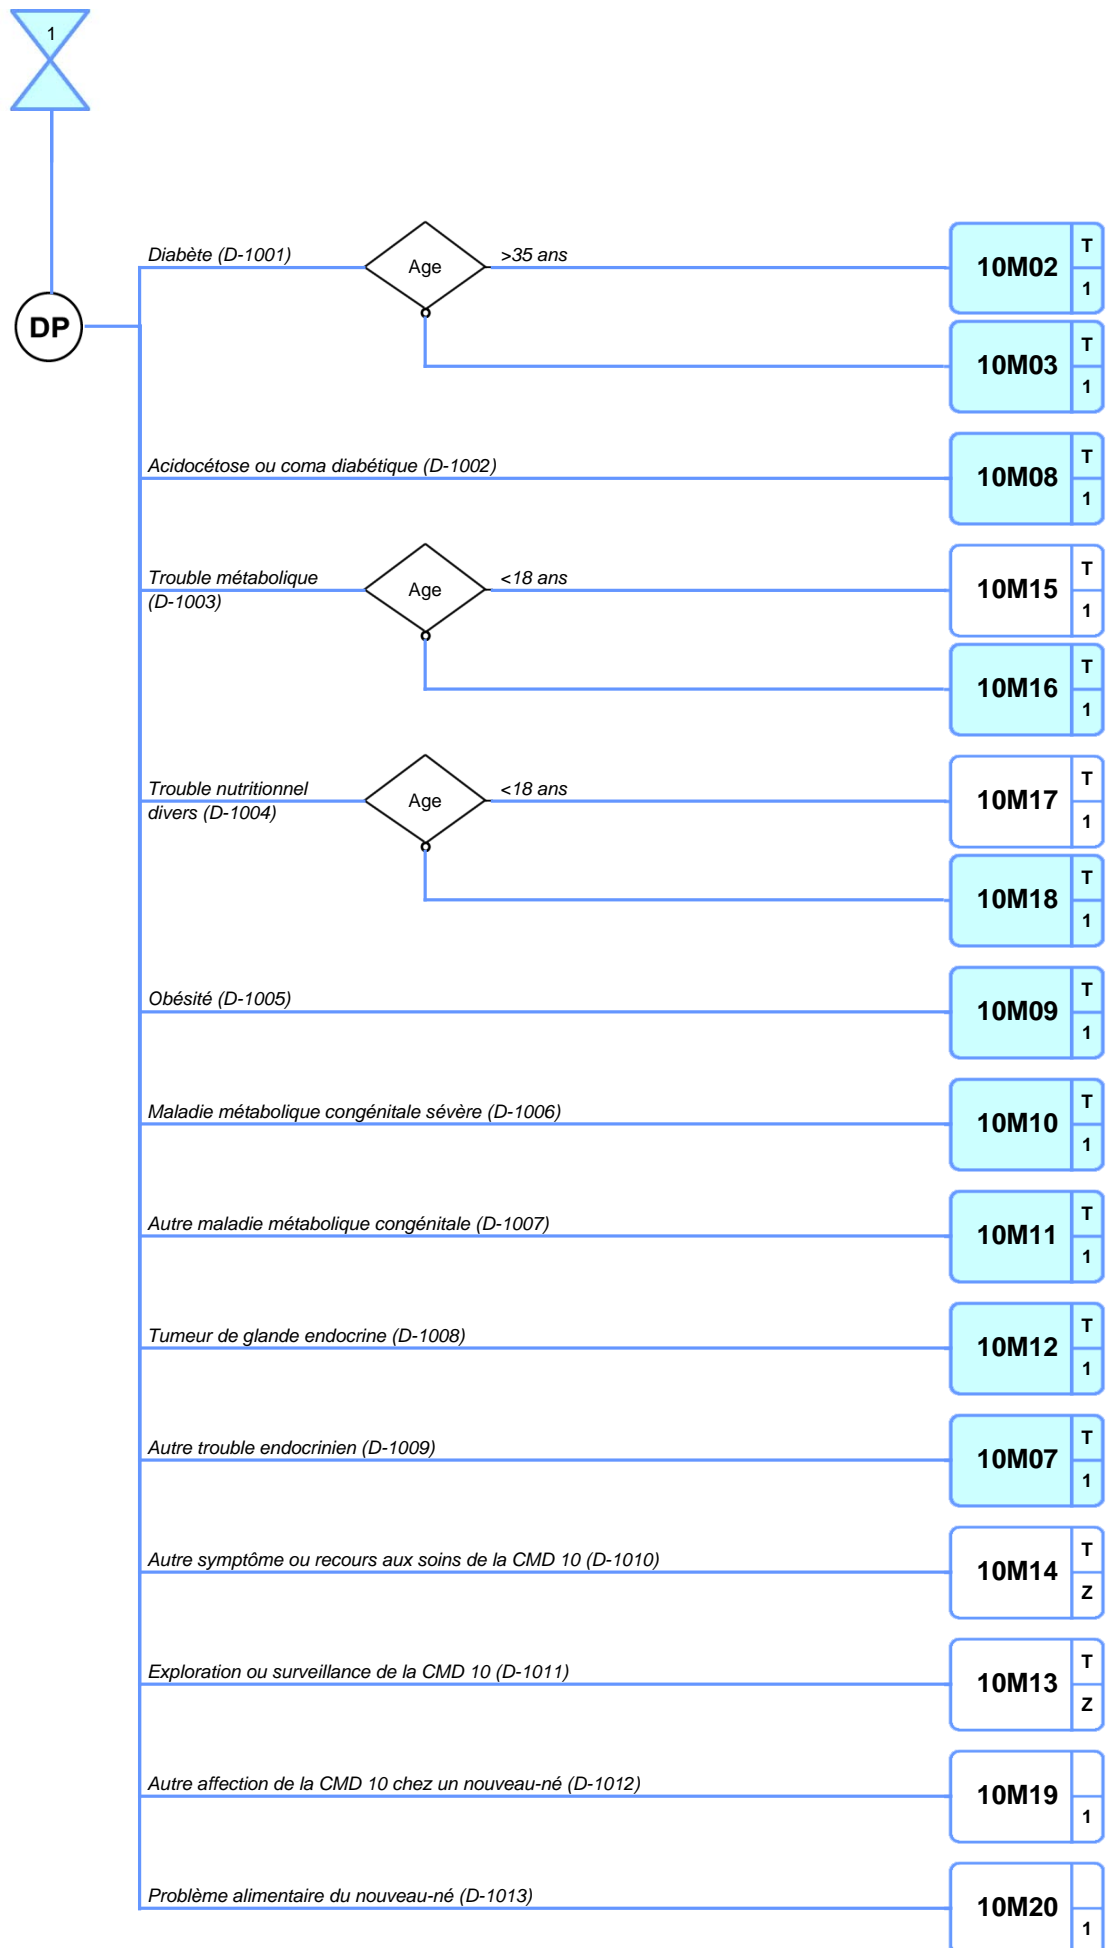 1
Diabète (D-1001)
Age
>35 ans
10M02
T
1
DP
10M03
T
1
Acidocétose ou coma diabétique (D-1002)
10M08
T
1
Trouble métabolique
(D-1003)
Age
<18 ans
10M15
T
1
10M16
T
1
Trouble nutritionnel
divers (D-1004)
Age
<18 ans
10M17
T
1
10M18
T
1
Obésité (D-1005)
10M09
T
1
Maladie métabolique congénitale sévère (D-1006)
10M10
T
1
Autre maladie métabolique congénitale (D-1007)
10M11
T
1
Tumeur de glande endocrine (D-1008)
10M12
T
1
Autre trouble endocrinien (D-1009)
10M07
T
1
Autre symptôme ou recours aux soins de la CMD 10 (D-1010)
10M14
T
Z
Exploration ou surveillance de la CMD 10 (D-1011)
10M13
T
Z
Autre affection de la CMD 10 chez un nouveau-né (D-1012)
10M19
1
Problème alimentaire du nouveau-né (D-1013)
10M20
1